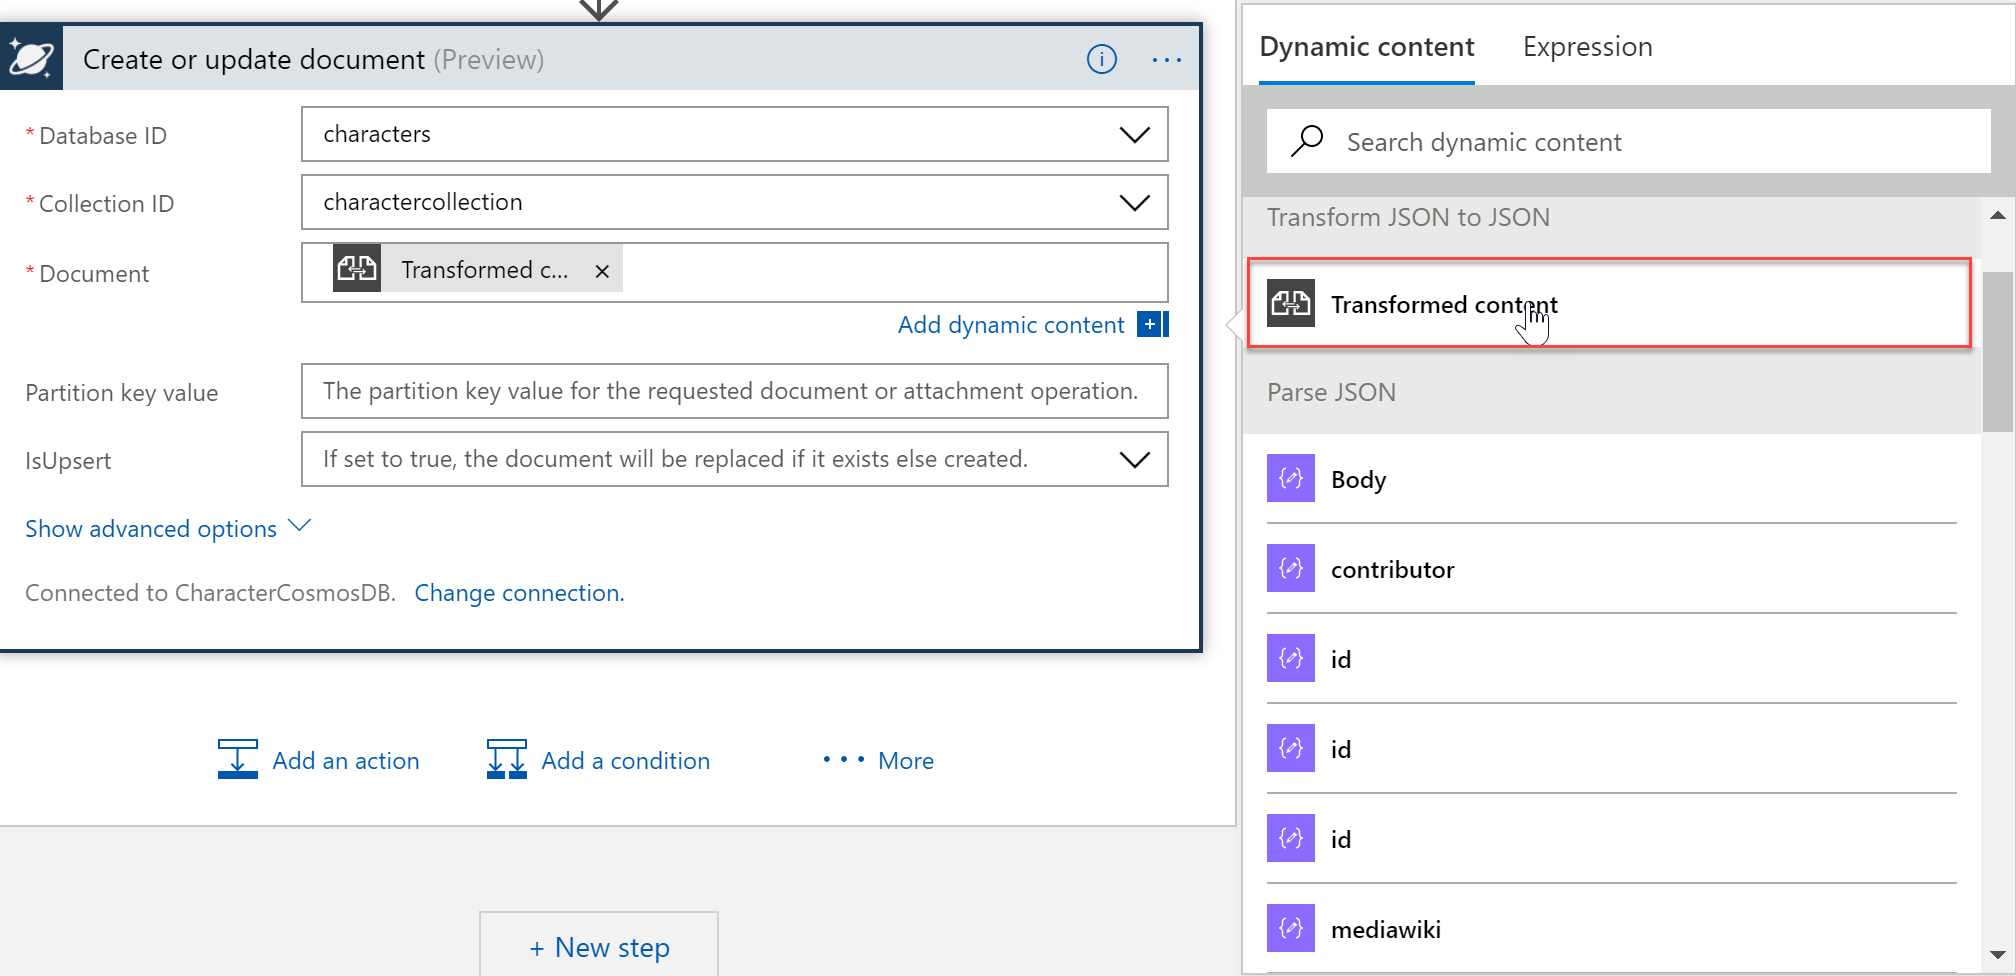 Create or update document (Preview)
* Database ID
characters
* Collection ID
charactercollection
* Document
Transformed c...
Add dynamic content
Partition key value
The partition key value for the requested document or attachment operation.
IsUpsert
If set to true, the document will be replaced if it exists else created.
Show advanced options
Connected to CharacterCosmosDB. Change connection.
Add an action
Add a condition
More
+ New step
Dynamic content
Expression
Search dynamic content
Transform JSON to JSON
Transformed content
Parse JSON
Body
contributor
id
id
id
mediawiki